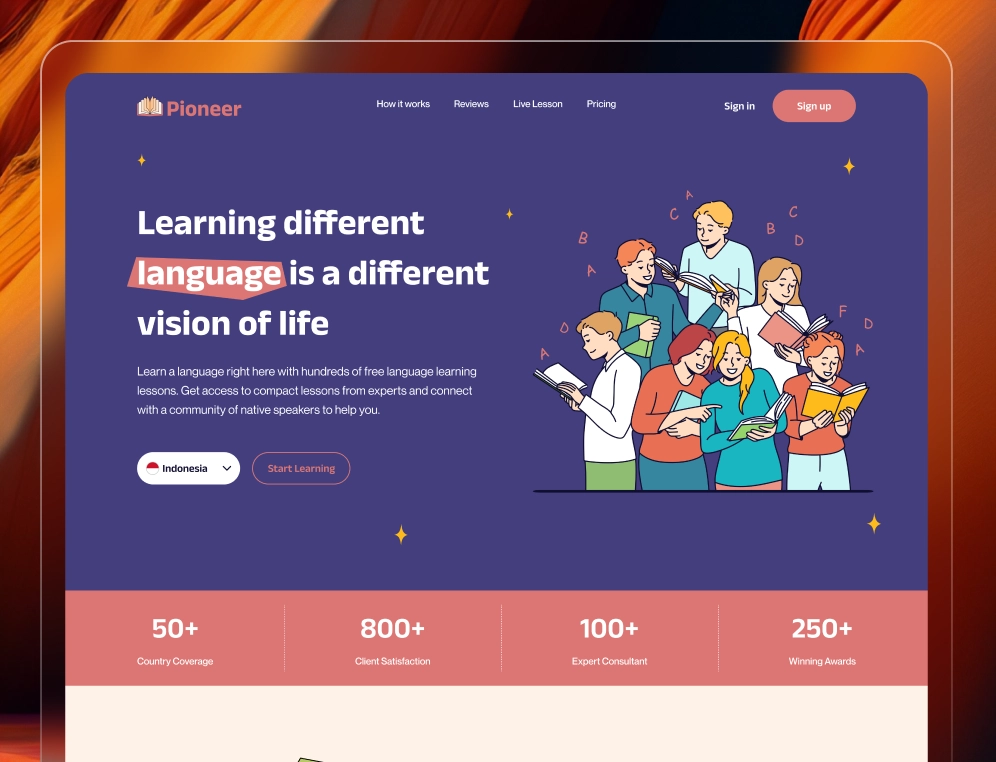 Pioneer
How it works
Reviews
Live Lesson
Pricing
Sign in
Sign up
Learning different
language is a different
vision of life
Learn a language right here with hundreds of free language learning
lessons. Get access to compact lessons from experts and connect
with a community of native speakers to help you.
Indonesia
Start Learning
A
C
C
B
D
B
A
F
D
D
A
A
50+
800+
100+
250+
Country Coverage
Client Satisfaction
Expert Consultant
Winning Awards